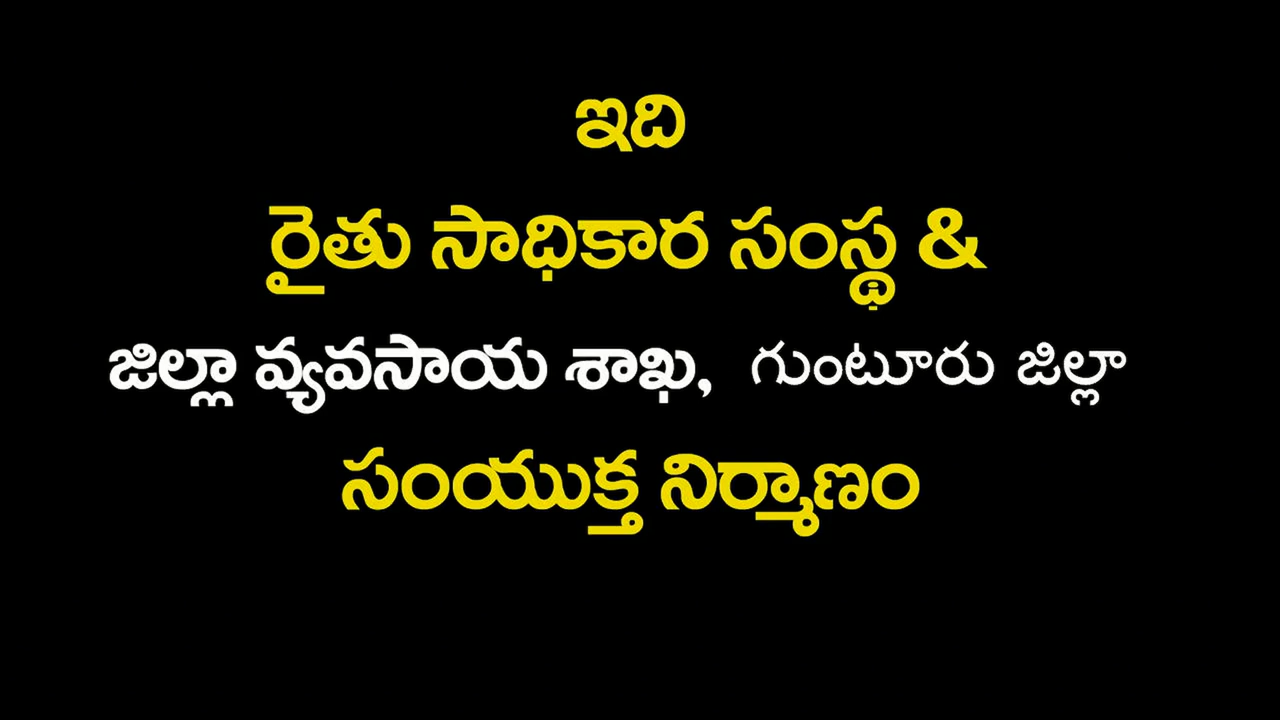 ఇది
రైతు సాధికార సంస్థ &
జిల్లా వ్యవసాయ శాఖ, గుంటూరు జిల్లా
సంయుక్త నిర్మాణం